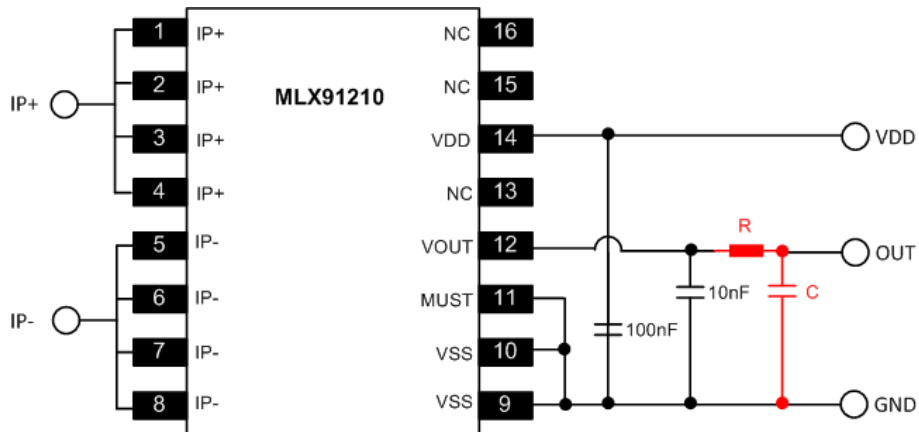 1 IP+ NC 16
2 IP+ NC 15
IP+ MLX91210
3 IP+ VDD 14 VDD
4 IP+ NC 13
R
5 IP- VOUT 12 OUT
6 IP- MUST 11 10nF C
IP- 100nF
7 IP- VSS 10
8 IP- VSS 9 GND